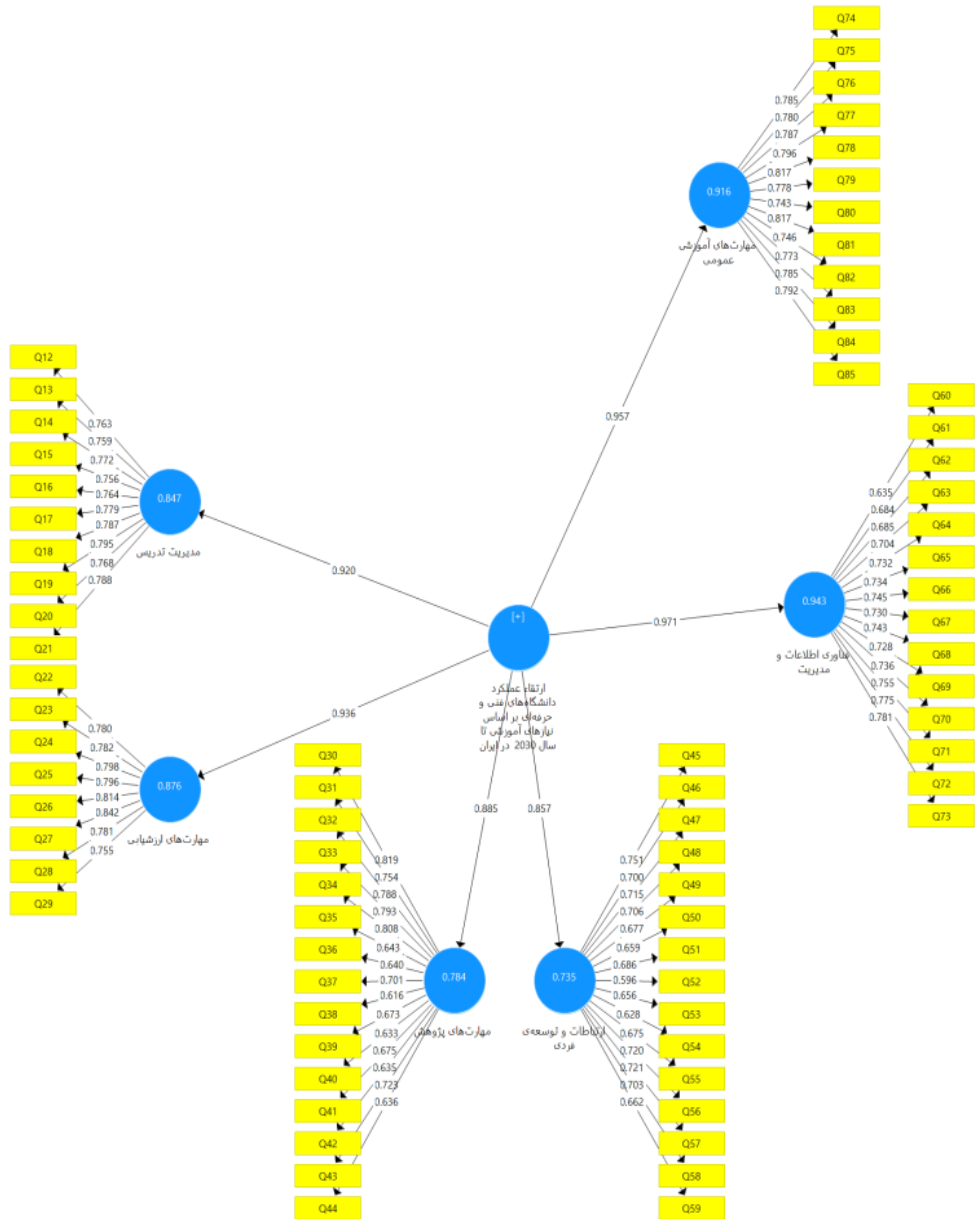 Q74
Q75
Q76
Q77
Q78
Q79
Q80
Q81
Q82
Q83
Q84
Q85
0.785
0.780
0.787
0.796
0.817
0.778
0.743
0.817
0.746
0.773
0.785
0.792
0.916
مهارت‌های آموزشی
عمومی
0.957
Q12
Q13
Q14
Q15
Q16
Q17
Q18
Q19
Q20
Q21
0.763
0.759
0.772
0.756
0.764
0.779
0.787
0.795
0.768
0.788
0.847
مدیریت تدریس
0.920
Q60
Q61
Q62
Q63
Q64
Q65
Q66
Q67
Q68
Q69
Q70
Q71
Q72
Q73
0.635
0.684
0.685
0.704
0.732
0.734
0.745
0.730
0.743
0.728
0.736
0.755
0.775
0.781
0.943
فناوری اطلاعات و
مدیریت
0.971
[+]
ارتقاء عملکرد
دانشگاه‌های فنی و
حرفه‌ای بر اساس
نیازهای آموزشی تا
سال 2030 در ایران
Q22
Q23
Q24
Q25
Q26
Q27
Q28
Q29
0.780
0.782
0.798
0.796
0.814
0.842
0.781
0.755
0.876
مهارت‌های ارزشیابی
0.936
Q30
Q31
Q32
Q33
Q34
Q35
Q36
Q37
Q38
Q39
Q40
Q41
Q42
Q43
Q44
0.819
0.754
0.788
0.793
0.808
0.643
0.640
0.701
0.616
0.673
0.633
0.675
0.635
0.723
0.636
0.784
مهارت‌های پژوهش
0.885
Q45
Q46
Q47
Q48
Q49
Q50
Q51
Q52
Q53
Q54
Q55
Q56
Q57
Q58
Q59
0.751
0.700
0.715
0.706
0.677
0.659
0.686
0.596
0.656
0.628
0.675
0.720
0.721
0.703
0.662
0.735
ارتباطات و توسعه‌ی
فردی
0.857